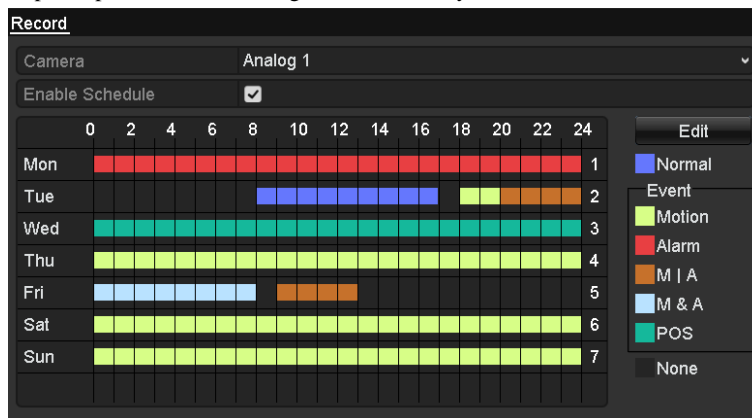 Record
Camera Analog 1
Enable Schedule
0 2 4 6 8 10 12 14 16 18 20 22 24 Edit
Mon 1 Normal
Tue 2 Event
Motion
Wed 3
Alarm
Thu 4
M | A
Fri 5
M & A
Sat 6 POS
Sun 7 None